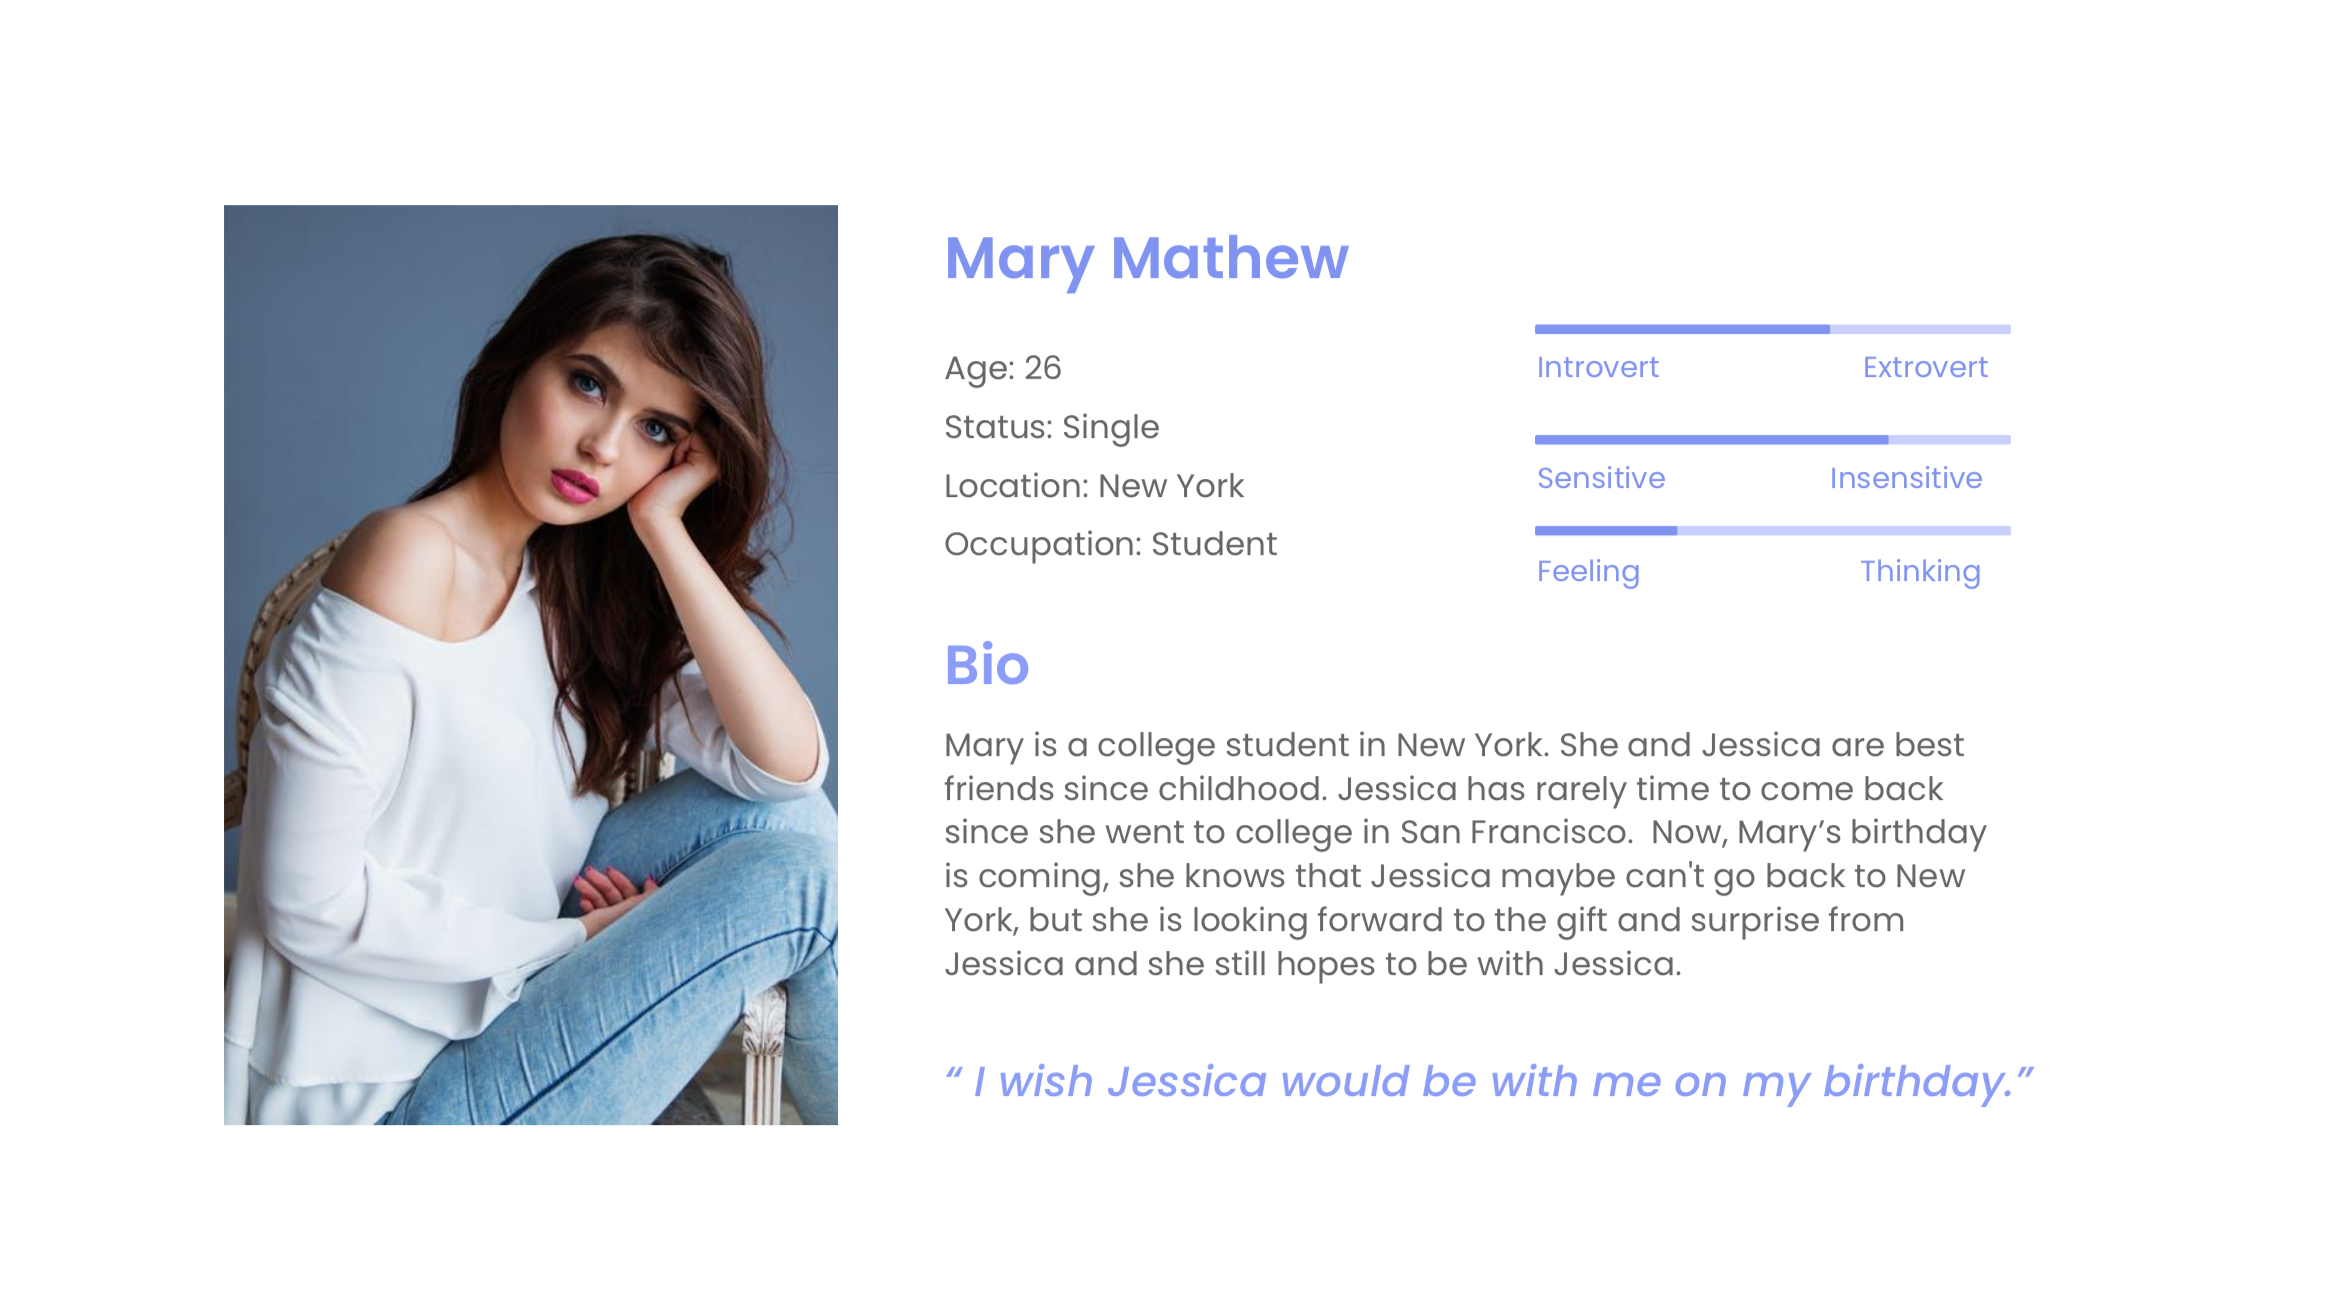 Mary Mathew
Age: 26
Status: Single
Location: New York
Occupation: Student
Introvert Extrovert
Sensitive Insensitive
Feeling Thinking
Bio
Mary is a college student in New York. She and Jessica are best
friends since childhood. Jessica has rarely time to come back
since she went to college in San Francisco.  Now, Mary’s birthday
is coming, she knows that Jessica maybe can't go back to New
York, but she is looking forward to the gift and surprise from
Jessica and she still hopes to be with Jessica.
“ I wish Jessica would be with me on my birthday.”